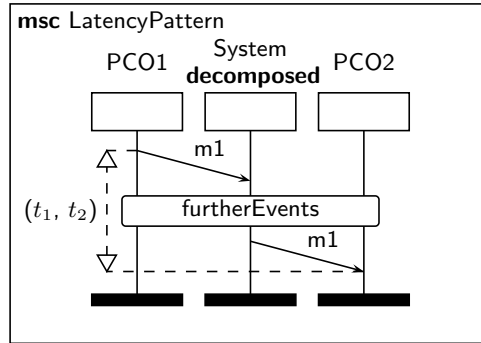 msc LatencyPattern
System
PCO1 decomposed PCO2
m1
(t₁, t₂)
furtherEvents
m1